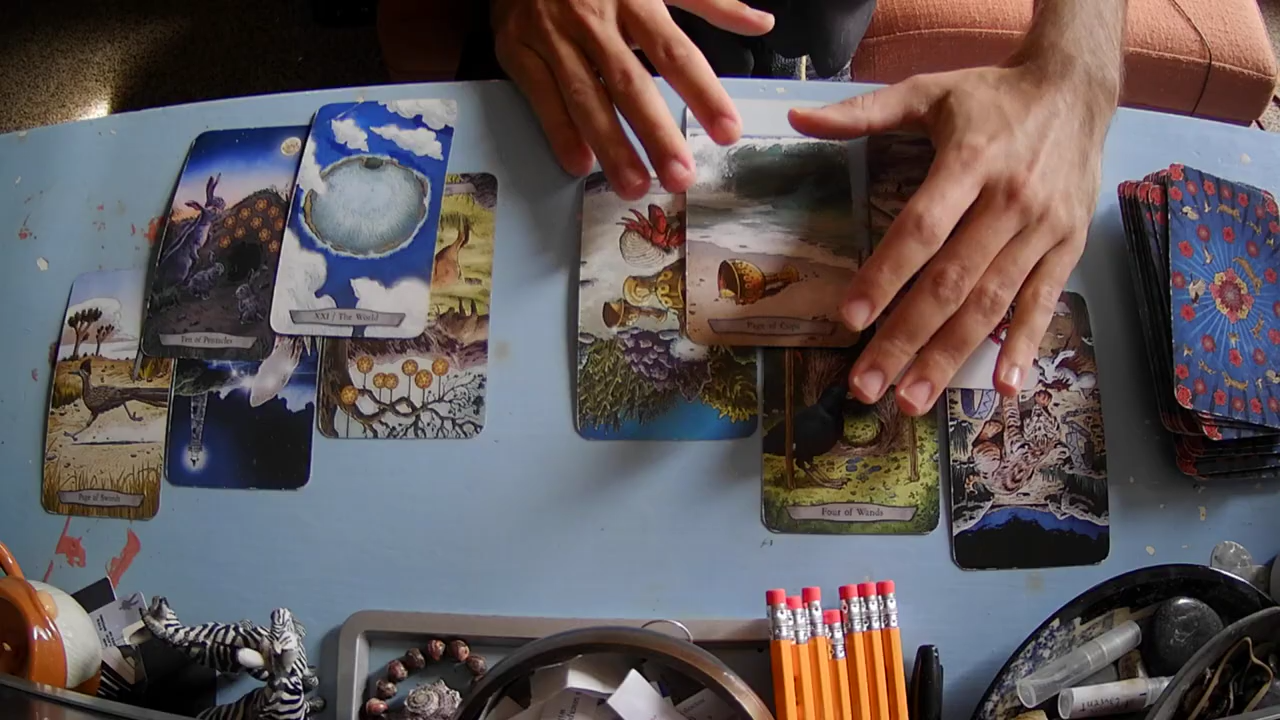 Ten of Pentacles
XXI / The World
Page of Cups
Page of Swords
Four of Wands